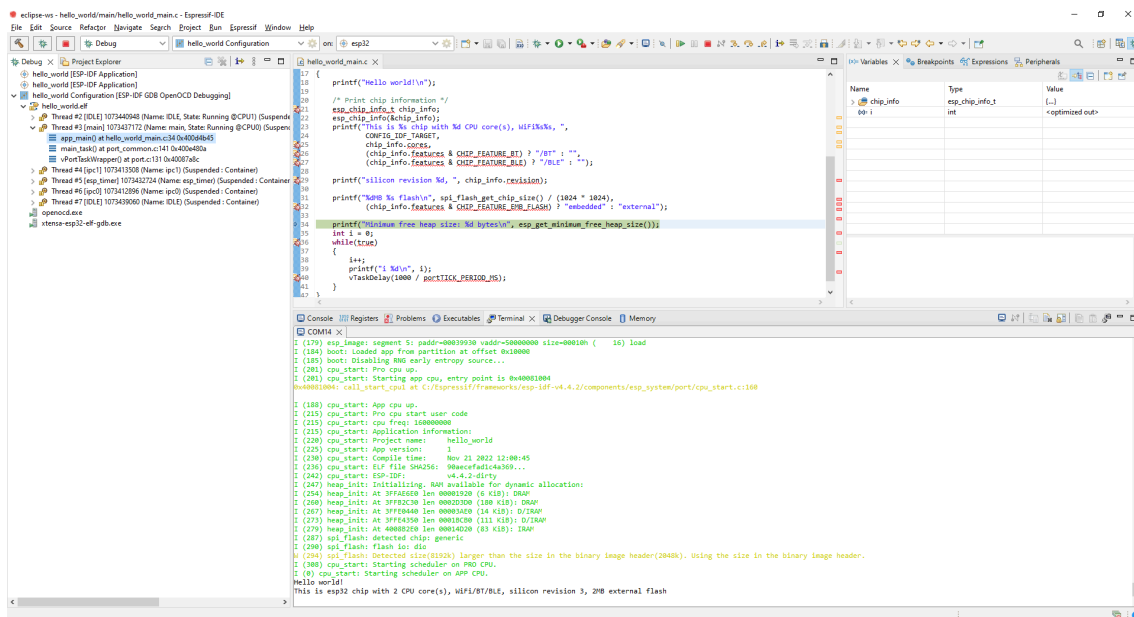 eclipse-ws - hello_world/main/hello_world_main.c - Espressif-IDE
File Edit Source Refactor Navigate Search Project Run Espressif Window Help
Debug
hello_world Configuration
on:
esp32
Debug
Project Explorer
hello_world [ESP-IDF Application]
hello_world [ESP-IDF Application]
hello_world Configuration [ESP-IDF GDB OpenOCD Debugging]
hello_world.elf
Thread #2 [IDLE] 1073440948 (Name: IDLE, State: Running @CPU1) (Suspende
Thread #3 [main] 1073437172 (Name: main, State: Running @CPU0) (Suspen
app_main() at hello_world_main.c:34 0x400d4b45
main_task() at port_common.c:141 0x400e480a
vPortTaskWrapper() at port.c:131 0x40087a8c
Thread #4 [ipc1] 1073413508 (Name: ipc1) (Suspended : Container)
Thread #5 [esp_timer] 1073432724 (Name: esp_timer) (Suspended : Container
Thread #6 [ipc0] 1073412896 (Name: ipc0) (Suspended : Container)
Thread #7 [IDLE] 1073439060 (Name: IDLE) (Suspended : Container)
openocd.exe
xtensa-esp32-elf-gdb.exe
hello_world_main.c
17 {
18 printf("Hello world!\n");
19
20 /* Print chip information */
21 esp_chip_info_t chip_info;
22 esp_chip_info(&chip_info);
23 printf("This is %s chip with %d CPU core(s), WiFi%s%s, ",
24 CONFIG_IDF_TARGET,
25 chip_info.cores,
26 (chip_info.features & CHIP_FEATURE_BT) ? "/BT" : "",
27 (chip_info.features & CHIP_FEATURE_BLE) ? "/BLE" : "");
28
29 printf("silicon revision %d, ", chip_info.revision);
30
31 printf("%dMB %s flash\n", spi_flash_get_chip_size() / (1024 * 1024),
32 (chip_info.features & CHIP_FEATURE_EMB_FLASH) ? "embedded" : "external");
33
34 printf("Minimum free heap size: %d bytes\n", esp_get_minimum_free_heap_size());
35 int i = 0;
36 while(true)
37 {
38 i++;
39 printf("i %d\n", i);
40 vTaskDelay(1000 / portTICK_PERIOD_MS);
41 }
42 }
Variables
Breakpoints
Expressions
Peripherals
Name Type Value
chip_info esp_chip_info_t {...}
i int <optimized out>
Console Registers Problems Executables Terminal Debugger Console Memory
COM14
I (179) esp_image: segment 5: paddr=00039930 vaddr=50000000 size=00010h ( 16) load
I (184) boot: Loaded app from partition at offset 0x10000
I (185) boot: Disabling RNG early entropy source...
I (201) cpu_start: Pro cpu up.
I (201) cpu_start: Starting app cpu, entry point is 0x40081004
0x40081004: call_start_cpu1 at C:/Espressif/frameworks/esp-idf-v4.4.2/components/esp_system/port/cpu_start.c:160
I (188) cpu_start: App cpu up.
I (215) cpu_start: Pro cpu start user code
I (215) cpu_start: cpu freq: 160000000
I (215) cpu_start: Application information:
I (220) cpu_start: Project name: hello_world
I (225) cpu_start: App version: 1
I (230) cpu_start: Compile time: Nov 21 2022 12:00:45
I (236) cpu_start: ELF file SHA256: 90aecefad1c4a369...
I (242) cpu_start: ESP-IDF: v4.4.2-dirty
I (247) heap_init: Initializing. RAM available for dynamic allocation:
I (254) heap_init: At 3FFAE6E0 len 00001920 (6 KiB): DRAM
I (260) heap_init: At 3FFB2C30 len 0002D3D0 (180 KiB): DRAM
I (267) heap_init: At 3FFE0440 len 00003AE0 (14 KiB): D/IRAM
I (273) heap_init: At 3FFE4350 len 0001BCB0 (111 KiB): D/IRAM
I (279) heap_init: At 4008B2E0 len 00014D20 (83 KiB): IRAM
I (287) spi_flash: detected chip: generic
I (290) spi_flash: flash io: dio
W (294) spi_flash: Detected size(8192k) larger than the size in the binary image header(2048k). Using the size in the binary image header.
I (308) cpu_start: Starting scheduler on PRO CPU.
I (0) cpu_start: Starting scheduler on APP CPU.
Hello world!
This is esp32 chip with 2 CPU core(s), WiFi/BT/BLE, silicon revision 3, 2MB external flash